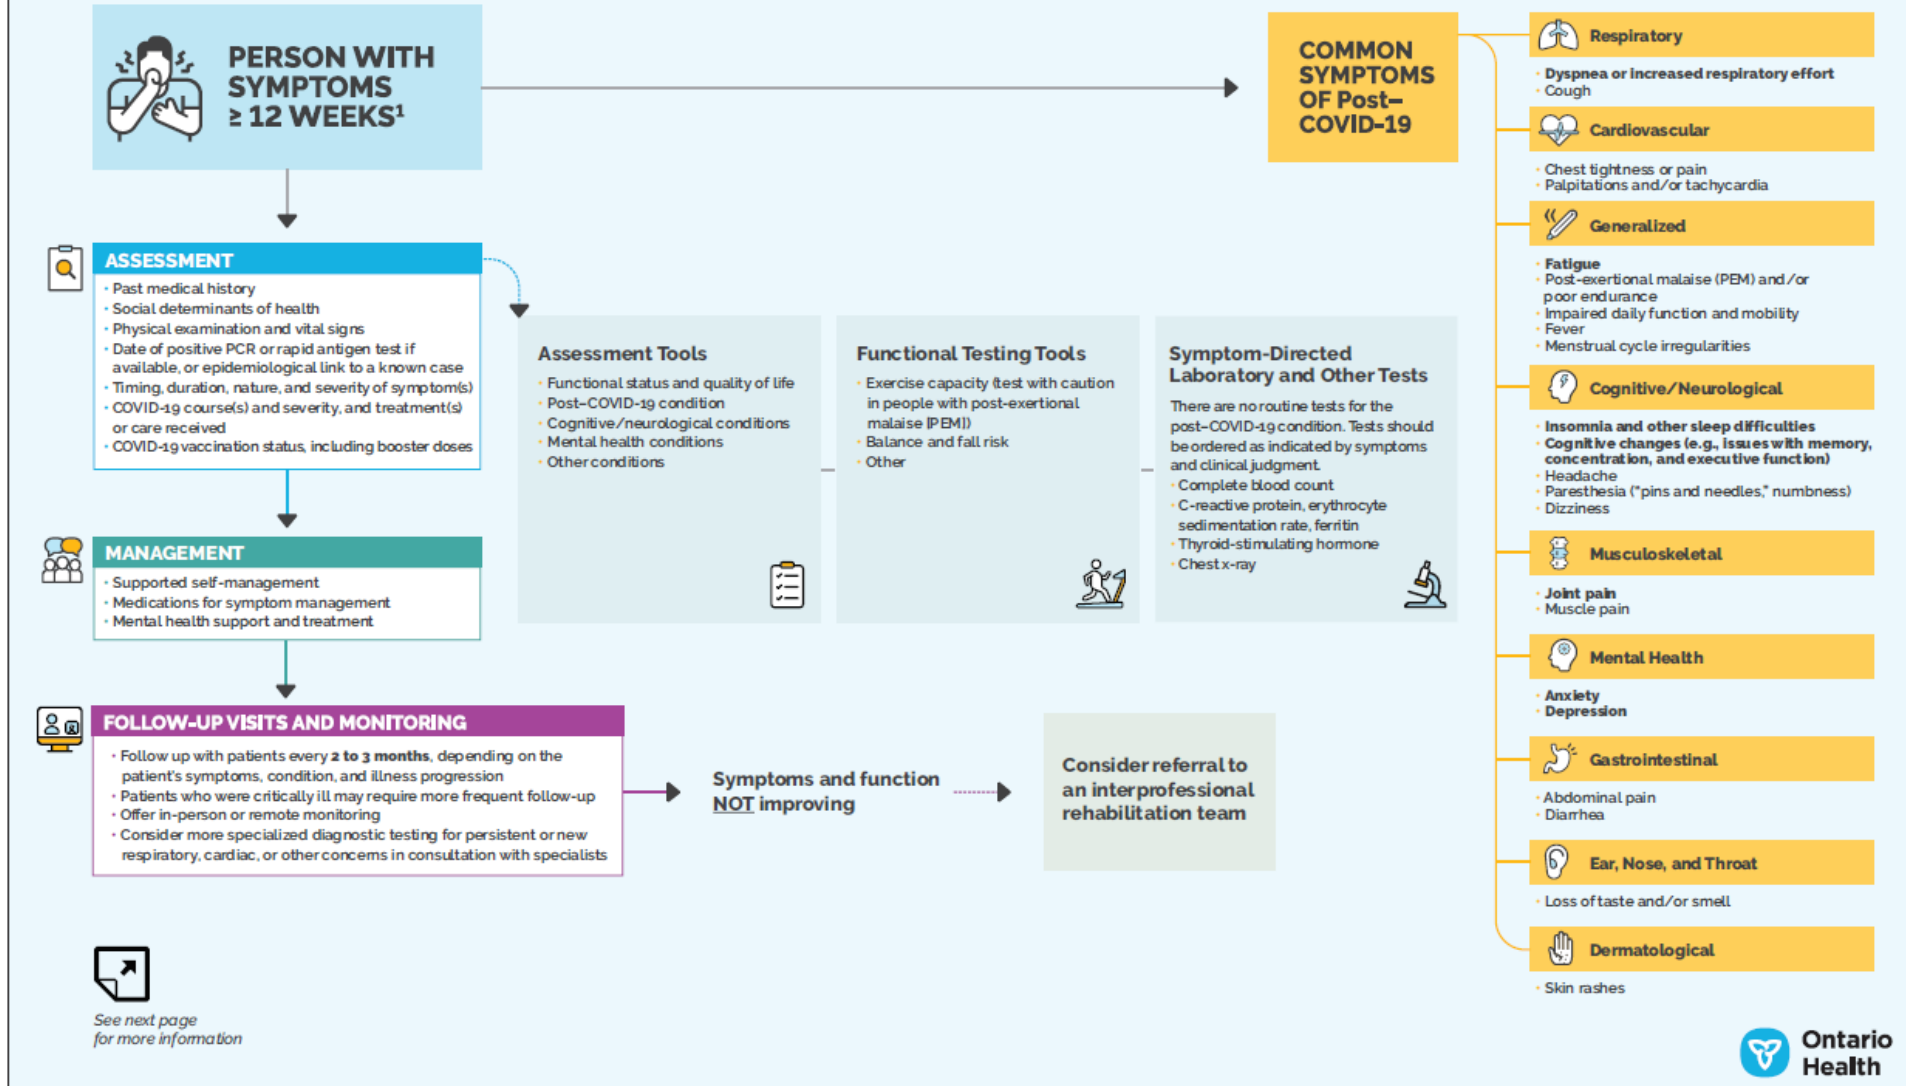 PERSON WITH
SYMPTOMS
≥ 12 WEEKS¹
COMMON
SYMPTOMS
OF Post–
COVID-19
ASSESSMENT
• Past medical history
• Social determinants of health
• Physical examination and vital signs
• Date of positive PCR or rapid antigen test if
available, or epidemiological link to a known case
• Timing, duration, nature, and severity of symptom(s)
• COVID-19 course(s) and severity, and treatment(s)
or care received
• COVID-19 vaccination status, including booster doses
Assessment Tools
• Functional status and quality of life
• Post–COVID-19 condition
• Cognitive/neurological conditions
• Mental health conditions
• Other conditions
Functional Testing Tools
• Exercise capacity (test with caution
in people with post-exertional
malaise [PEM])
• Balance and fall risk
• Other
Symptom-Directed
Laboratory and Other Tests
There are no routine tests for the
post–COVID-19 condition. Tests should
be ordered as indicated by symptoms
and clinical judgment.
• Complete blood count
• C-reactive protein, erythrocyte
sedimentation rate, ferritin
• Thyroid-stimulating hormone
• Chest x-ray
MANAGEMENT
• Supported self-management
• Medications for symptom management
• Mental health support and treatment
FOLLOW-UP VISITS AND MONITORING
• Follow up with patients every 2 to 3 months, depending on the
patient's symptoms, condition, and illness progression
• Patients who were critically ill may require more frequent follow-up
• Offer in-person or remote monitoring
• Consider more specialized diagnostic testing for persistent or new
respiratory, cardiac, or other concerns in consultation with specialists
Symptoms and function
NOT improving
Consider referral to
an interprofessional
rehabilitation team
Respiratory
• Dyspnea or increased respiratory effort
• Cough
Cardiovascular
• Chest tightness or pain
• Palpitations and/or tachycardia
Generalized
• Fatigue
• Post-exertional malaise (PEM) and/or
poor endurance
• Impaired daily function and mobility
• Fever
• Menstrual cycle irregularities
Cognitive/Neurological
• Insomnia and other sleep difficulties
• Cognitive changes (e.g., issues with memory,
concentration, and executive function)
• Headache
• Paresthesia ("pins and needles," numbness)
• Dizziness
Musculoskeletal
• Joint pain
• Muscle pain
Mental Health
• Anxiety
• Depression
Gastrointestinal
• Abdominal pain
• Diarrhea
Ear, Nose, and Throat
• Loss of taste and/or smell
Dermatological
• Skin rashes
See next page
for more information
Ontario
Health